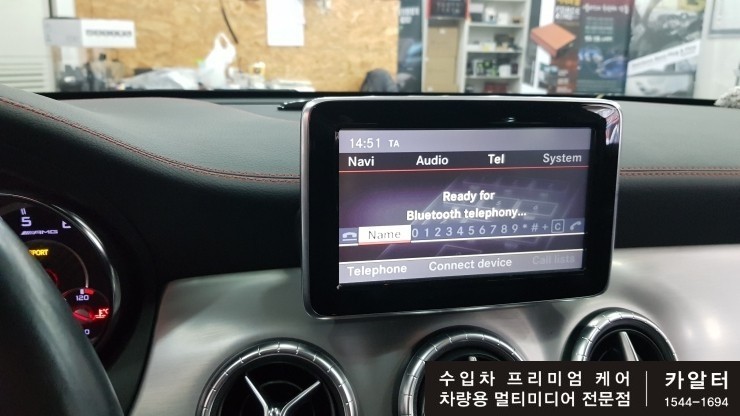 14:51 TA
Navi Audio Tel System
Ready for
Bluetooth telephony...
Name 0 1 2 3 4 5 6 7 8 9 * # + C
Telephone Connect device Call lists
5
AMG
SPORT
120
수입차 프리미엄 케어
차량용 멀티미디어 전문점
카알터
1544-1694